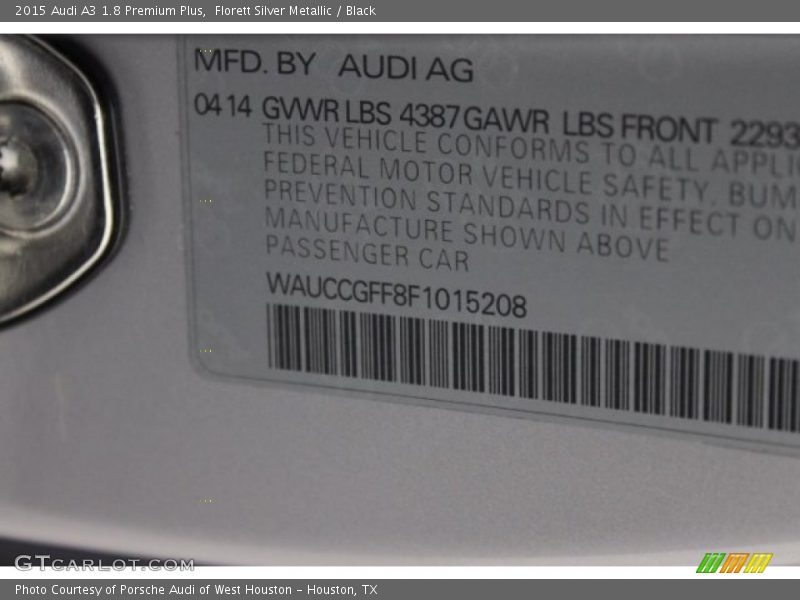 2015 Audi A3 1.8 Premium Plus, Florett Silver Metallic / Black
MFD. BY AUDI AG
04 14 GVWR LBS 4387 GAWR LBS FRONT 2293
THIS VEHICLE CONFORMS TO ALL APPLI
FEDERAL MOTOR VEHICLE SAFETY, BUM
PREVENTION STANDARDS IN EFFECT ON
MANUFACTURE SHOWN ABOVE
PASSENGER CAR
WAUCCGFF8F1015208
GTCARLOT.COM
Photo Courtesy of Porsche Audi of West Houston – Houston, TX